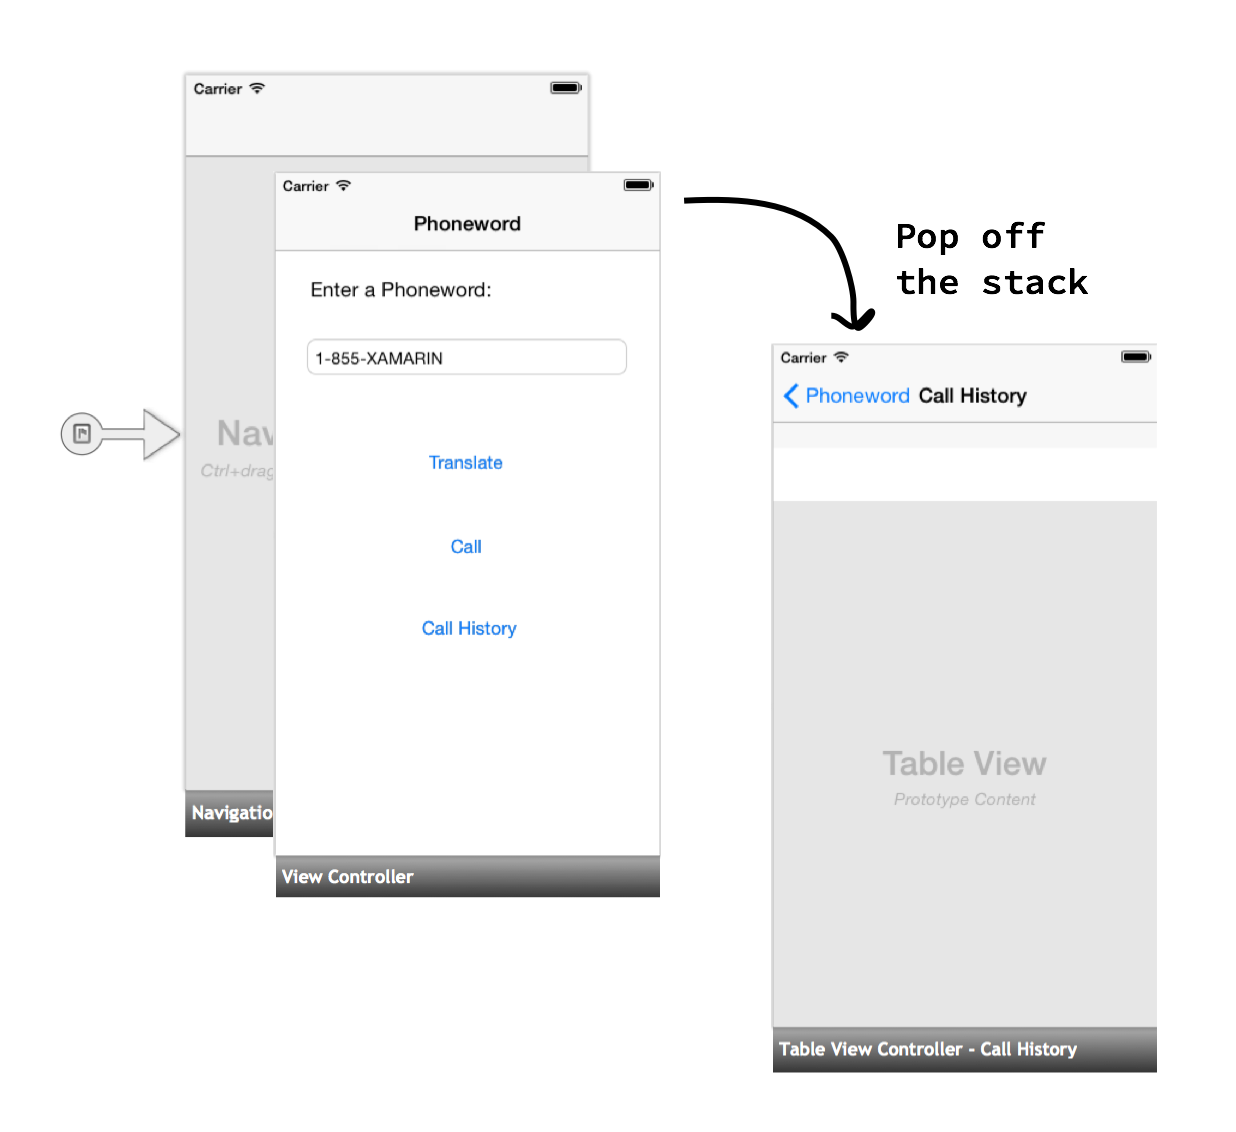 Carrier
Nav
Ctrl+drag
Navigatio
Carrier
Phoneword
Enter a Phoneword:
1-855-XAMARIN
Translate
Call
Call History
View Controller
Pop off
the stack
Carrier
Phoneword Call History
Table View
Prototype Content
Table View Controller - Call History